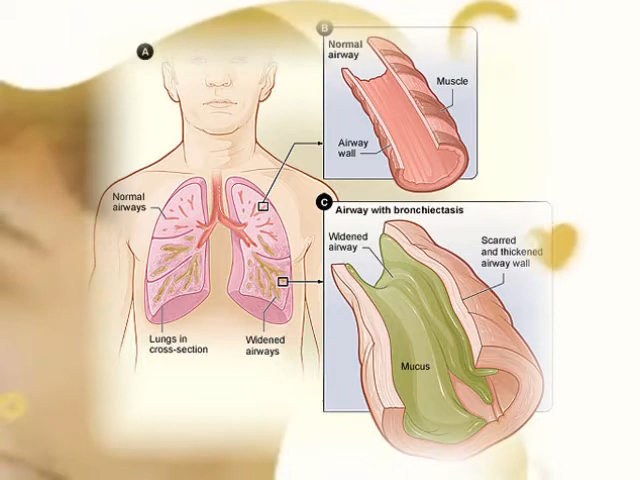 A
Normal
airways
Lungs in
cross-section
Widened
airways
B
Normal
airway
Muscle
Airway
wall
C
Airway with bronchiectasis
Widened
airway
Scarred
and thickened
airway wall
Mucus